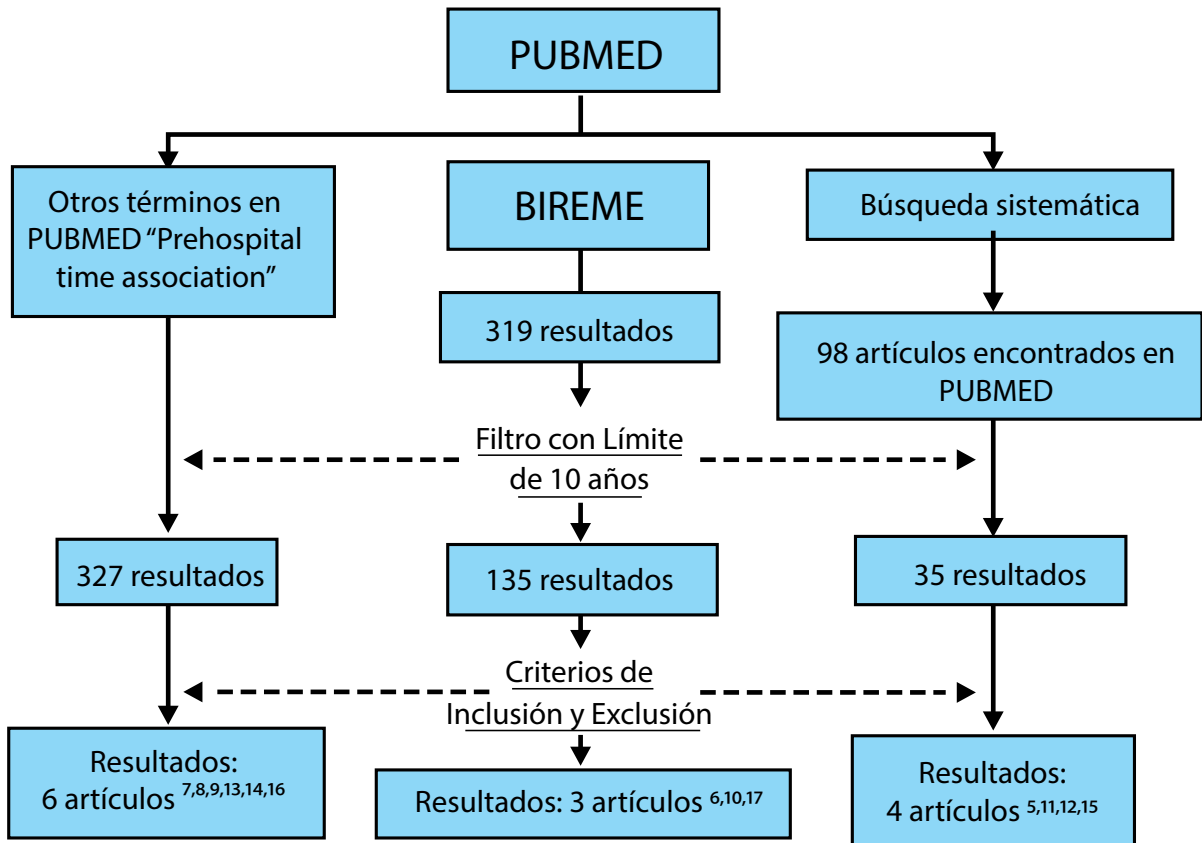 PUBMED
Otros términos en
PUBMED “Prehospital
time association”
BIREME
Búsqueda sistemática
319 resultados
98 artículos encontrados en
PUBMED
Filtro con Límite
de 10 años
327 resultados
135 resultados
35 resultados
Criterios de
Inclusión y Exclusión
Resultados:
6 artículos 7,8,9,13,14,16
Resultados: 3 artículos 6,10,17
Resultados:
4 artículos 5,11,12,15